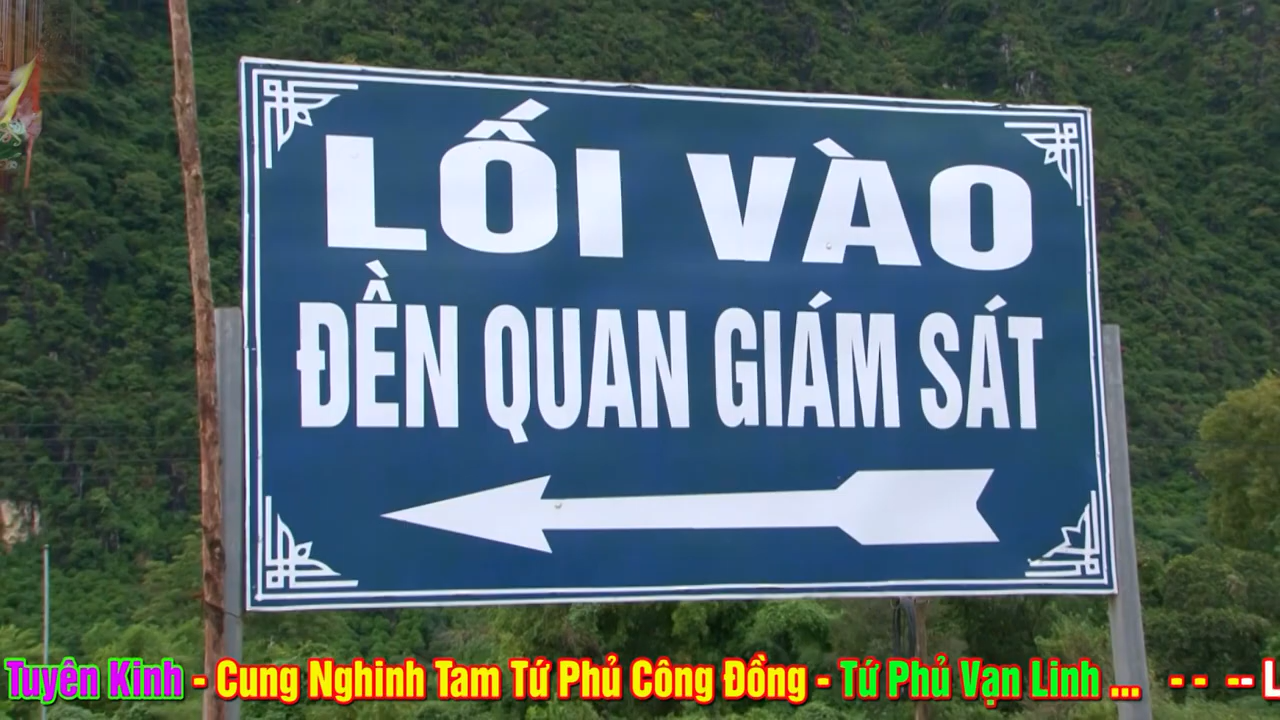 LỐI VÀO
ĐỀN QUAN GIÁM SÁT
Tuyên Kinh - Cung Nghinh Tam Tứ Phủ Công Đồng - Tứ Phủ Vạn Linh ... - - -- L